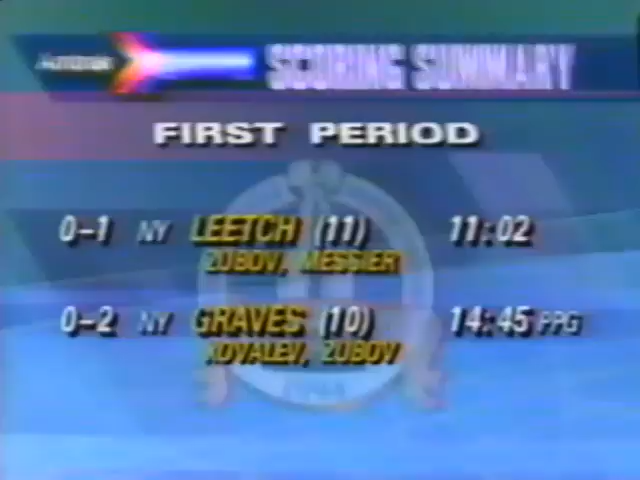 SCORING SUMMARY
FIRST PERIOD
0-1 NY LEETCH (11) 11:02
ZUBOV, MESSIER
0-2 NY GRAVES (10) 14:45 PPG
KOVALEV, ZUBOV